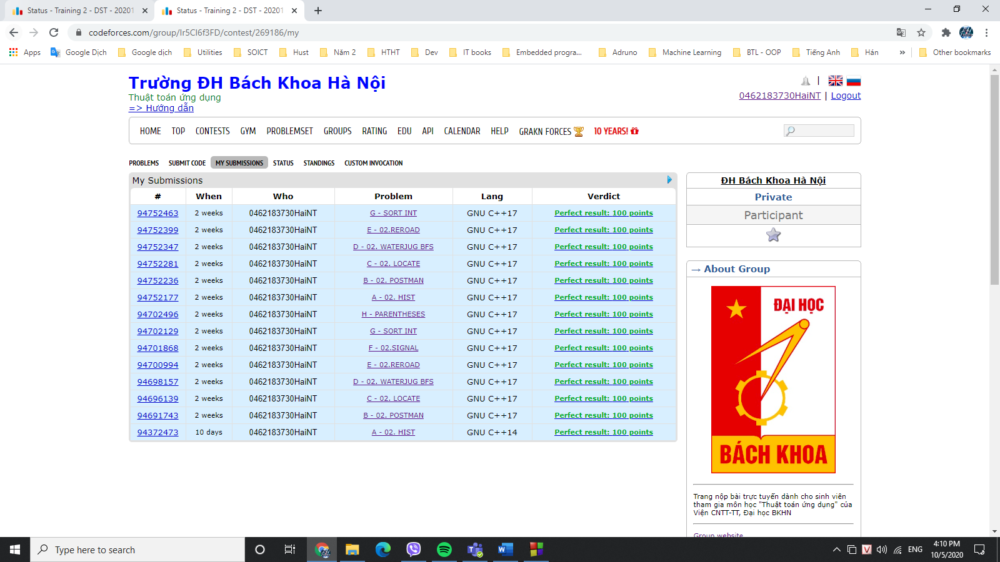 Status - Training 2 - DST - 20201
Status - Training 2 - DST - 20201
codeforces.com/group/Ir5CI6f3FD/contest/269186/my
Apps Google Dịch Google dịch Utilities SOICT Hust Năm 2 HTHT Dev IT books Embedded progra... Adruno Machine Learning BTL - OOP Tiếng Anh Hán » Other bookmarks
Trường ĐH Bách Khoa Hà Nội
Thuật toán ứng dụng
=> Hướng dẫn
|
0462183730HaiNT | Logout
HOME TOP CONTESTS GYM PROBLEMSET GROUPS RATING EDU API CALENDAR HELP GRAKN FORCES 10 YEARS!
PROBLEMS SUBMIT CODE MY SUBMISSIONS STATUS STANDINGS CUSTOM INVOCATION
My Submissions
# When Who Problem Lang Verdict
94752463 2 weeks 0462183730HaiNT G - SORT INT GNU C++17 Perfect result: 100 points
94752399 2 weeks 0462183730HaiNT E - 02.REROAD GNU C++17 Perfect result: 100 points
94752347 2 weeks 0462183730HaiNT D - 02. WATERJUG BFS GNU C++17 Perfect result: 100 points
94752281 2 weeks 0462183730HaiNT C - 02. LOCATE GNU C++17 Perfect result: 100 points
94752236 2 weeks 0462183730HaiNT B - 02. POSTMAN GNU C++17 Perfect result: 100 points
94752177 2 weeks 0462183730HaiNT A - 02. HIST GNU C++17 Perfect result: 100 points
94702496 2 weeks 0462183730HaiNT H - PARENTHESES GNU C++17 Perfect result: 100 points
94702129 2 weeks 0462183730HaiNT G - SORT INT GNU C++17 Perfect result: 100 points
94701868 2 weeks 0462183730HaiNT F - 02.SIGNAL GNU C++17 Perfect result: 100 points
94700994 2 weeks 0462183730HaiNT E - 02.REROAD GNU C++17 Perfect result: 100 points
94698157 2 weeks 0462183730HaiNT D - 02. WATERJUG BFS GNU C++17 Perfect result: 100 points
94696139 2 weeks 0462183730HaiNT C - 02. LOCATE GNU C++17 Perfect result: 100 points
94691743 2 weeks 0462183730HaiNT B - 02. POSTMAN GNU C++17 Perfect result: 100 points
94372473 10 days 0462183730HaiNT A - 02. HIST GNU C++14 Perfect result: 100 points
ĐH Bách Khoa Hà Nội
Private
Participant
→ About Group
ĐẠI HỌC
BÁCH KHOA
Trang nộp bài trực tuyến dành cho sinh viên
tham gia môn học "Thuật toán ứng dụng" của
Viện CNTT-TT, Đại học BKHN
Group website
Type here to search
ENG
4:10 PM
10/5/2020